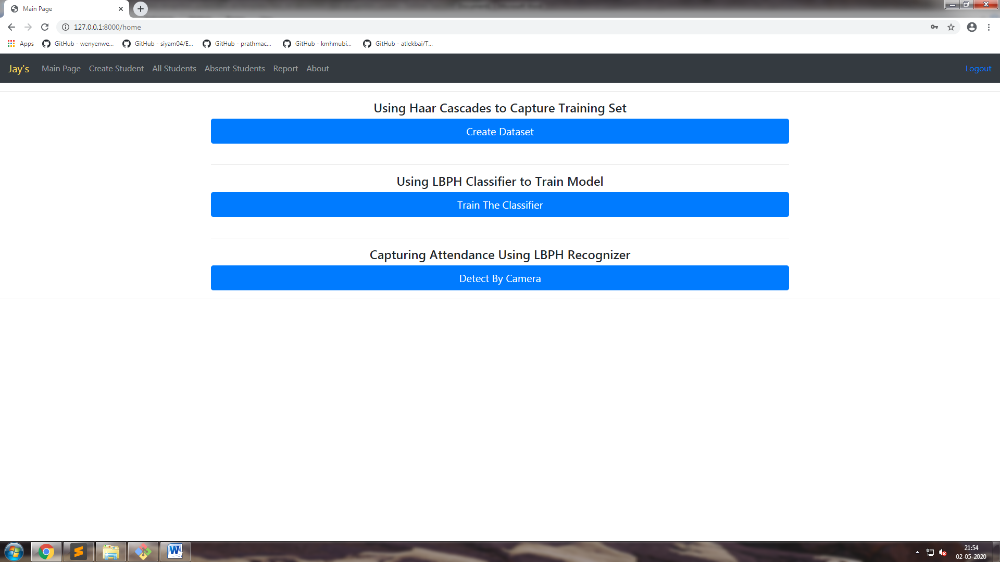 Main Page
127.0.0.1:8000/home
Apps GitHub - wenyenwe... GitHub - siyam04/E... GitHub - prathmac... GitHub - kmhmubi... GitHub - atlekbai/T...
Jay's Main Page Create Student All Students Absent Students Report About Logout
Using Haar Cascades to Capture Training Set
Create Dataset
Using LBPH Classifier to Train Model
Train The Classifier
Capturing Attendance Using LBPH Recognizer
Detect By Camera
21:54
02-05-2020